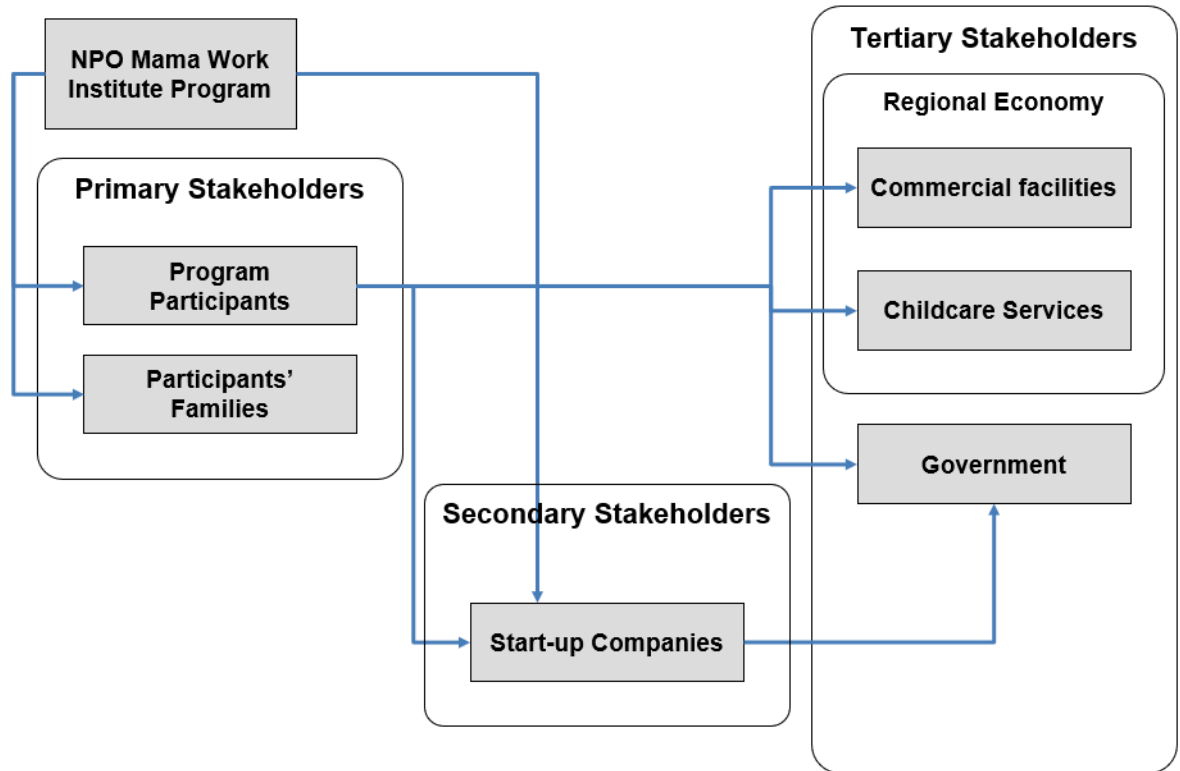 NPO Mama Work
Institute Program
Primary Stakeholders
Program
Participants
Participants’
Families
Secondary Stakeholders
Start-up Companies
Tertiary Stakeholders
Regional Economy
Commercial facilities
Childcare Services
Government